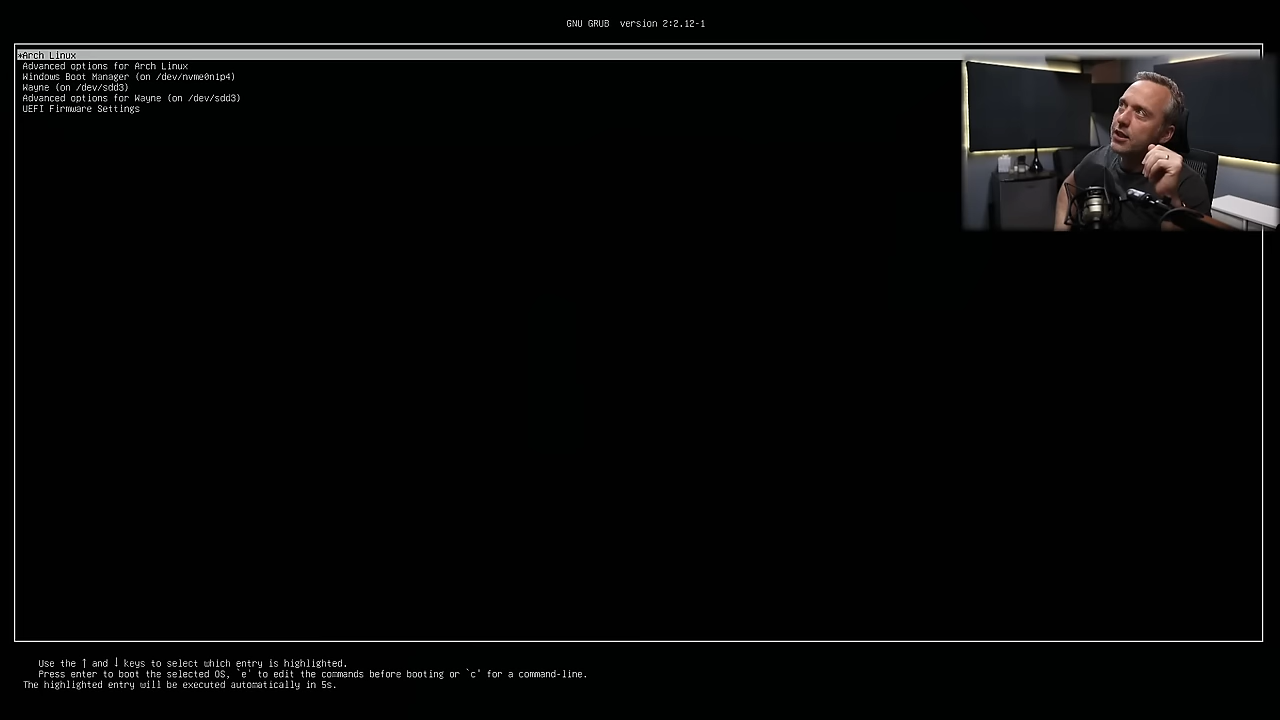 GNU GRUB  version 2:2.12-1
*Arch Linux
Advanced options for Arch Linux
Windows Boot Manager (on /dev/nvme0n1p4)
Wayne (on /dev/sdd3)
Advanced options for Wayne (on /dev/sdd3)
UEFI Firmware Settings
Use the ↑ and ↓ keys to select which entry is highlighted.
Press enter to boot the selected OS, `e' to edit the commands before booting or `c' for a command-line.
The highlighted entry will be executed automatically in 5s.